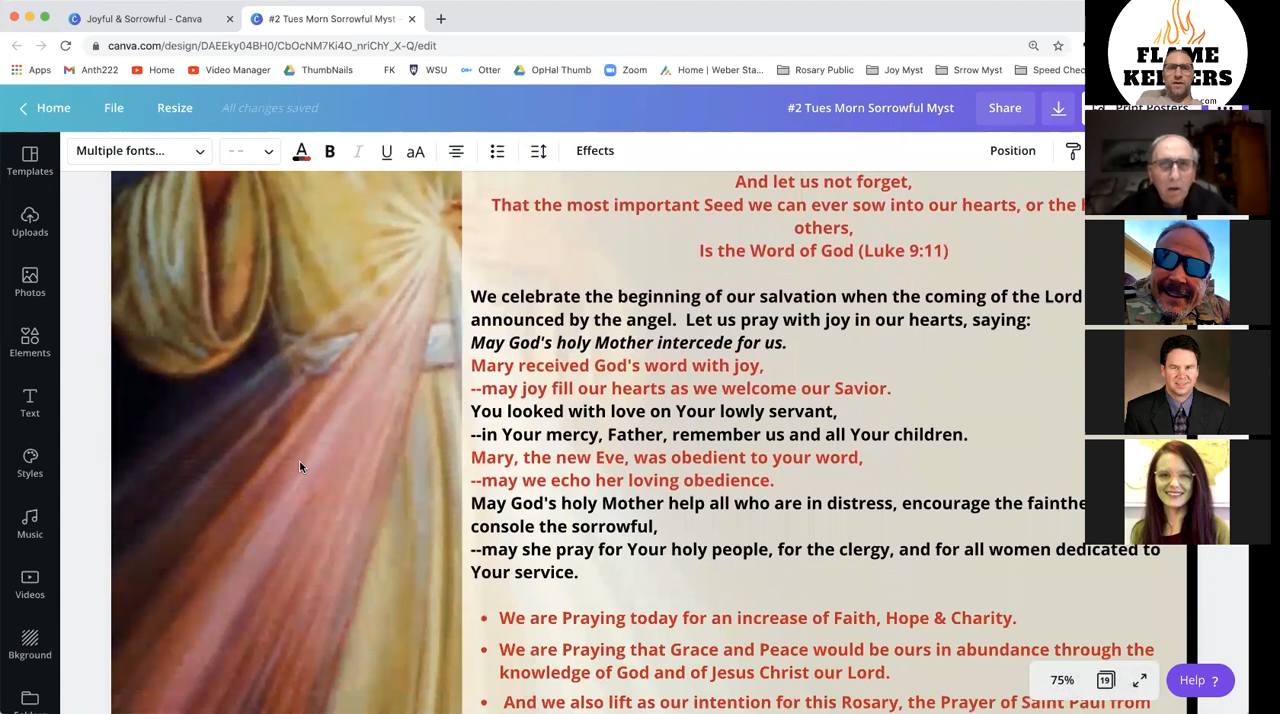 Joyful & Sorrowful - Canva
#2 Tues Morn Sorrowful Myst -
canva.com/design/DAEEky04BH0/CbOcNM7Ki4O_nriChY_X-Q/edit
Apps Anth222 Home Video Manager ThumbNails FK WSU Otter OpHal Thumb Zoom Home | Weber Sta... Rosary Public Joy Myst Srrow Myst Speed Chec
FLAME
KEEPERS
.com
Print Posters
Home File Resize All changes saved #2 Tues Morn Sorrowful Myst Share
Multiple fonts... -- A B I U aA Effects Position
Templates
Uploads
Photos
Elements
Text
Styles
Music
Videos
Bkground
And let us not forget,
That the most important Seed we can ever sow into our hearts, or the
others,
Is the Word of God (Luke 9:11)
We celebrate the beginning of our salvation when the coming of the Lord
announced by the angel. Let us pray with joy in our hearts, saying:
May God's holy Mother intercede for us.
Mary received God's word with joy,
--may joy fill our hearts as we welcome our Savior.
You looked with love on Your lowly servant,
--in Your mercy, Father, remember us and all Your children.
Mary, the new Eve, was obedient to your word,
--may we echo her loving obedience.
May God's holy Mother help all who are in distress, encourage the fainthe
console the sorrowful,
--may she pray for Your holy people, for the clergy, and for all women dedicated to
Your service.
• We are Praying today for an increase of Faith, Hope & Charity.
• We are Praying that Grace and Peace would be ours in abundance through the
knowledge of God and of Jesus Christ our Lord.
• And we also lift as our intention for this Rosary, the Prayer of Saint Paul from
75% 19 Help ?